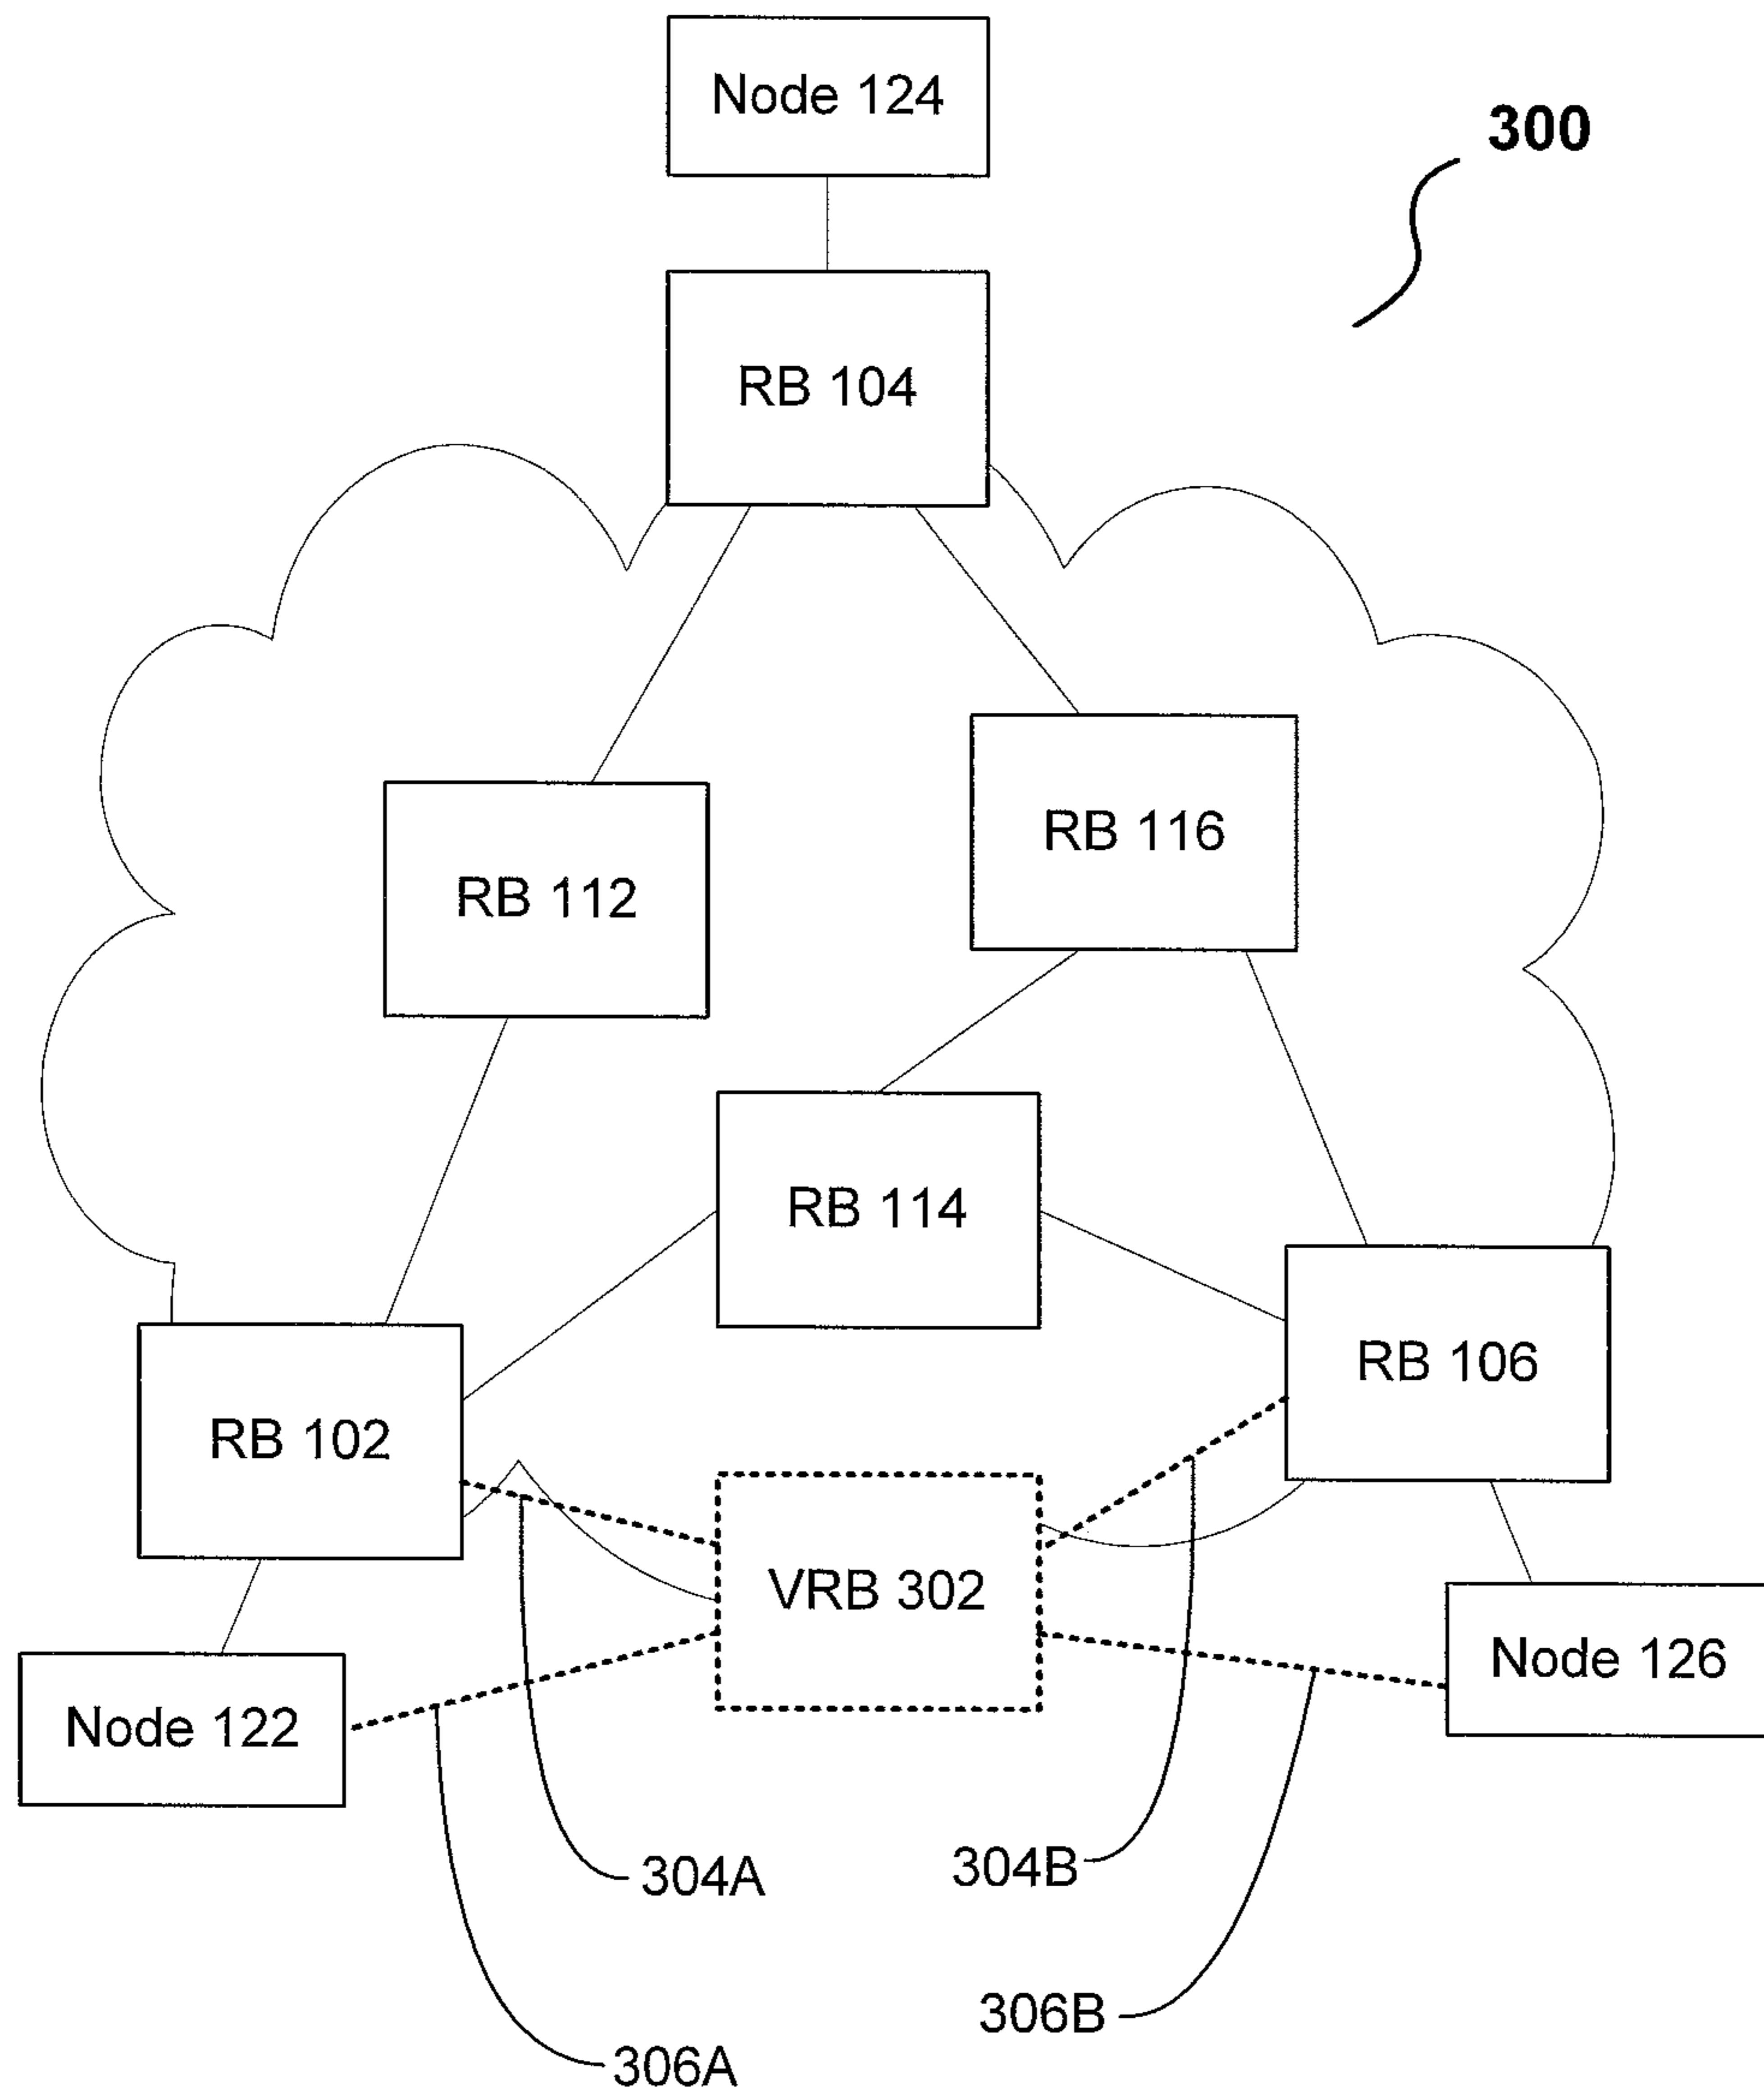 Node 124
300
RB 104
RB 116
RB 112
RB 114
RB 106
RB 102
VRB 302
Node 126
Node 122
304A
304B
306B
306A